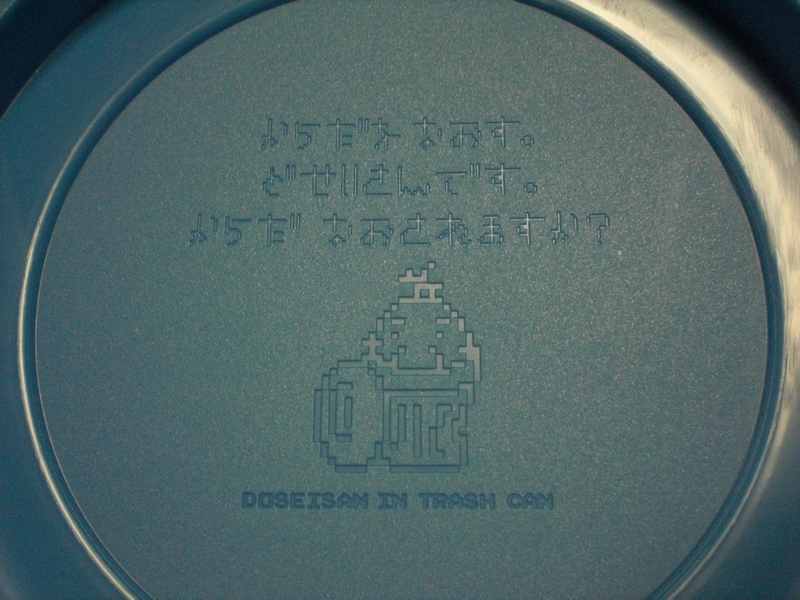 からだを なおす。
どせいさんです。
からだ なおされますか?
DOSEISAN IN TRASH CAN